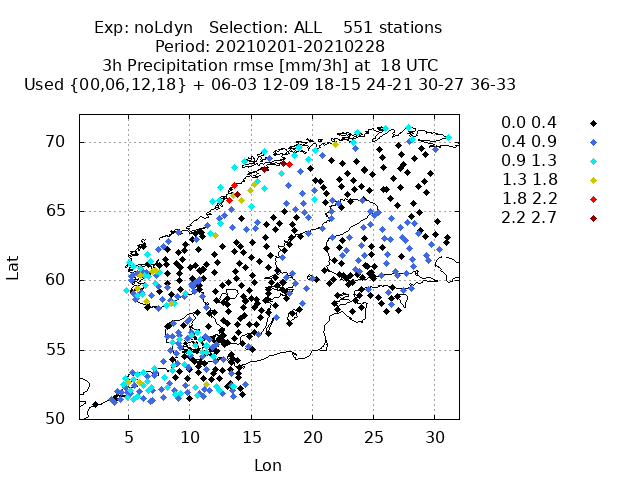 Exp: noLdyn Selection: ALL 551 stations
Period: 20210201-20210228
3h Precipitation rmse [mm/3h] at 18 UTC
Used {00,06,12,18} + 06-03 12-09 18-15 24-21 30-27 36-33
0.0 0.4
0.4 0.9
0.9 1.3
1.3 1.8
1.8 2.2
2.2 2.7
70
65
60
55
50
Lat
5 10 15 20 25 30
Lon